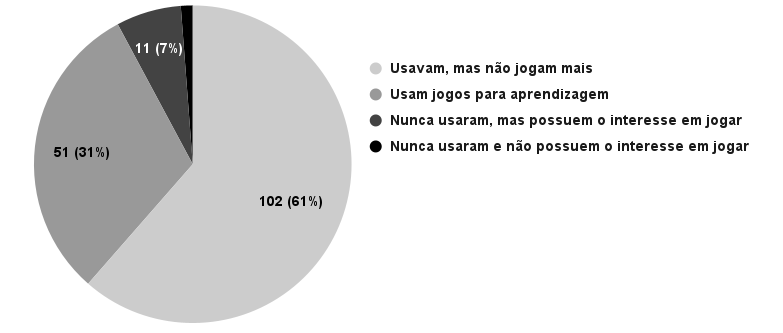 11 (7%)
51 (31%)
102 (61%)
Usavam, mas não jogam mais
Usam jogos para aprendizagem
Nunca usaram, mas possuem o interesse em jogar
Nunca usaram e não possuem o interesse em jogar